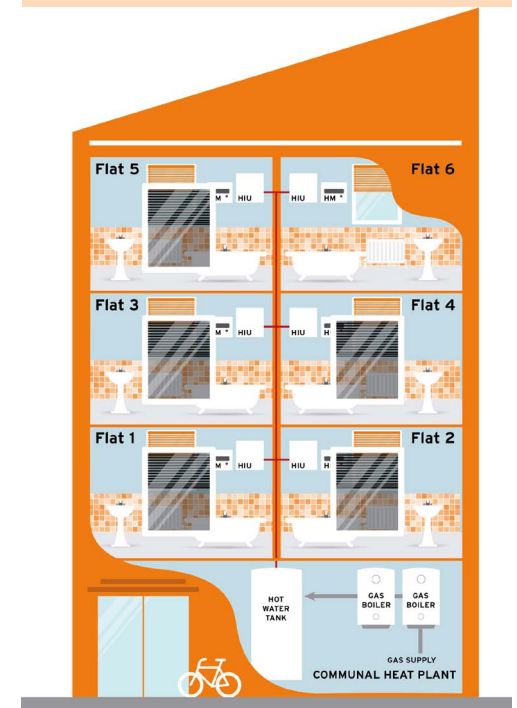 Flat 5
Flat 6
HIU
HIU
HM
Flat 3
Flat 4
HIU
HIU
Flat 1
Flat 2
HIU
HIU
HOT
WATER
TANK
GAS
BOILER
GAS
BOILER
GAS SUPPLY
COMMUNAL HEAT PLANT